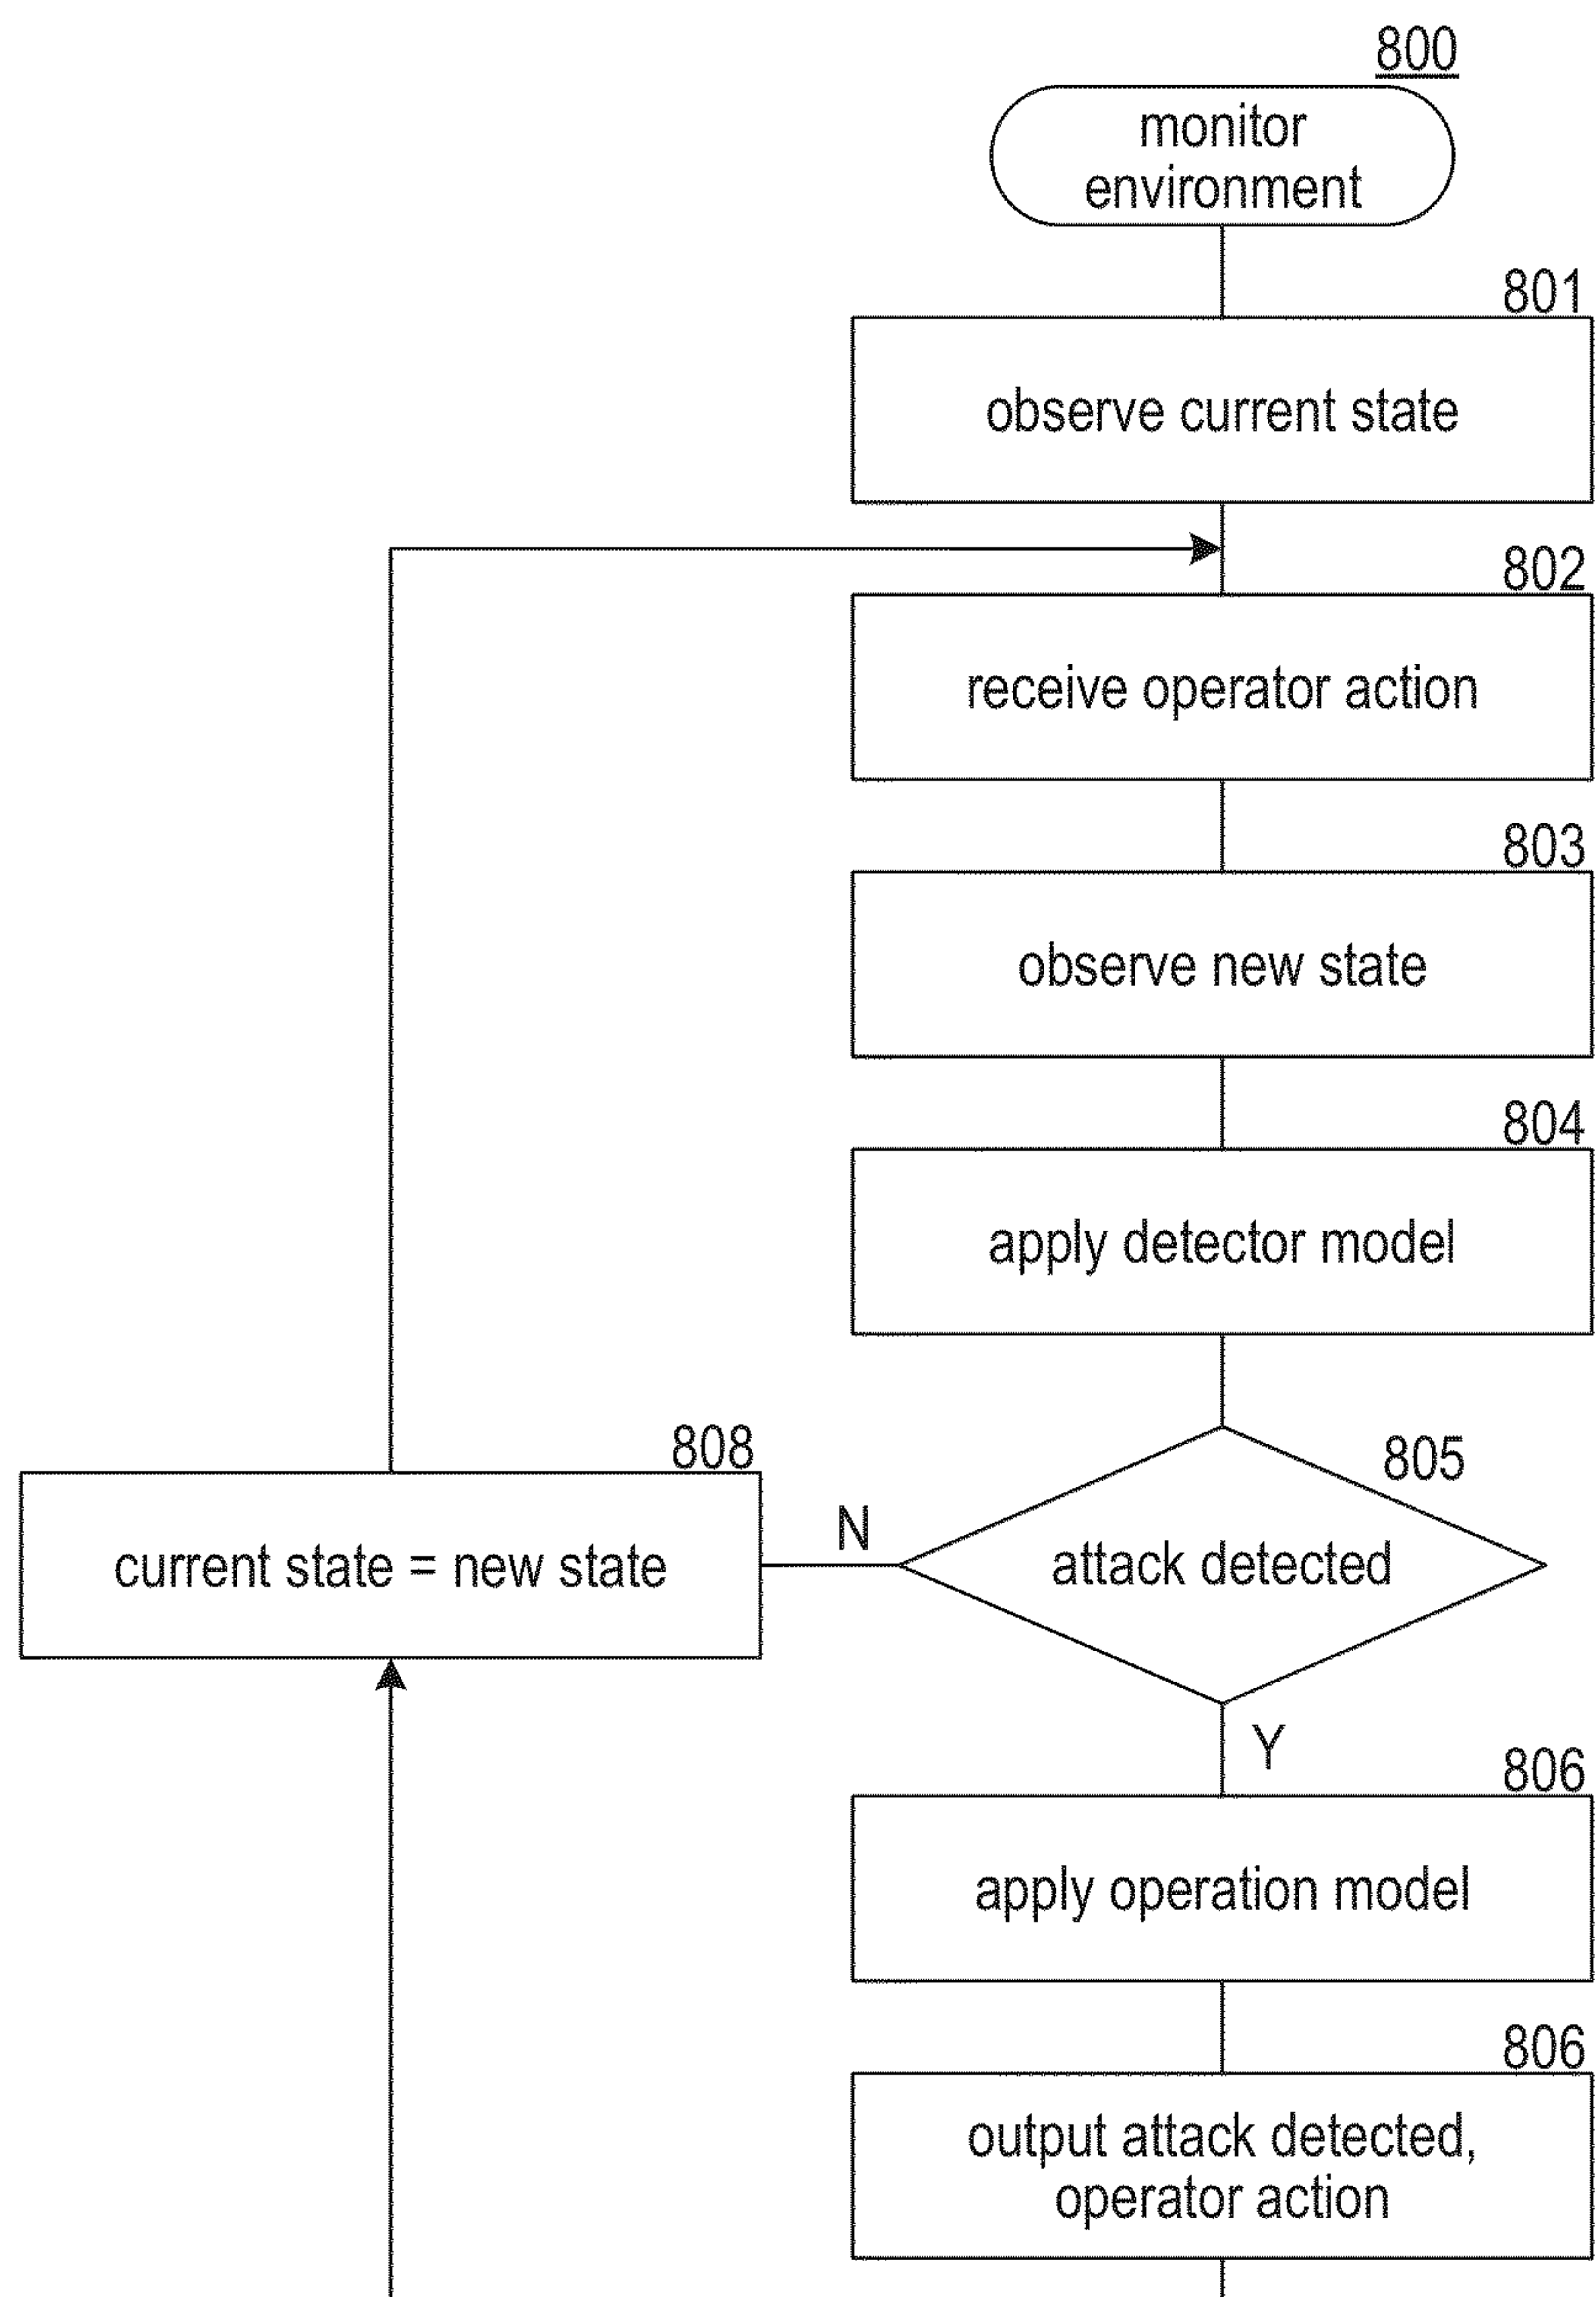 800
monitor
environment
801
observe current state
802
receive operator action
803
observe new state
804
apply detector model
805
attack detected
N
808
current state = new state
Y
806
apply operation model
806
output attack detected,
operator action